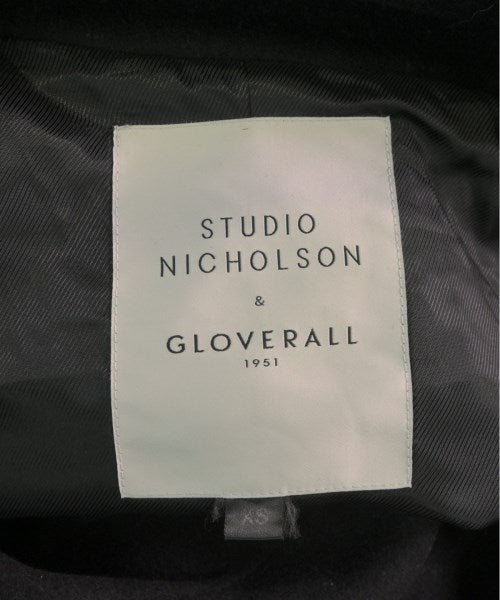 STUDIO
NICHOLSON
&
GLOVERALL
1951
XS